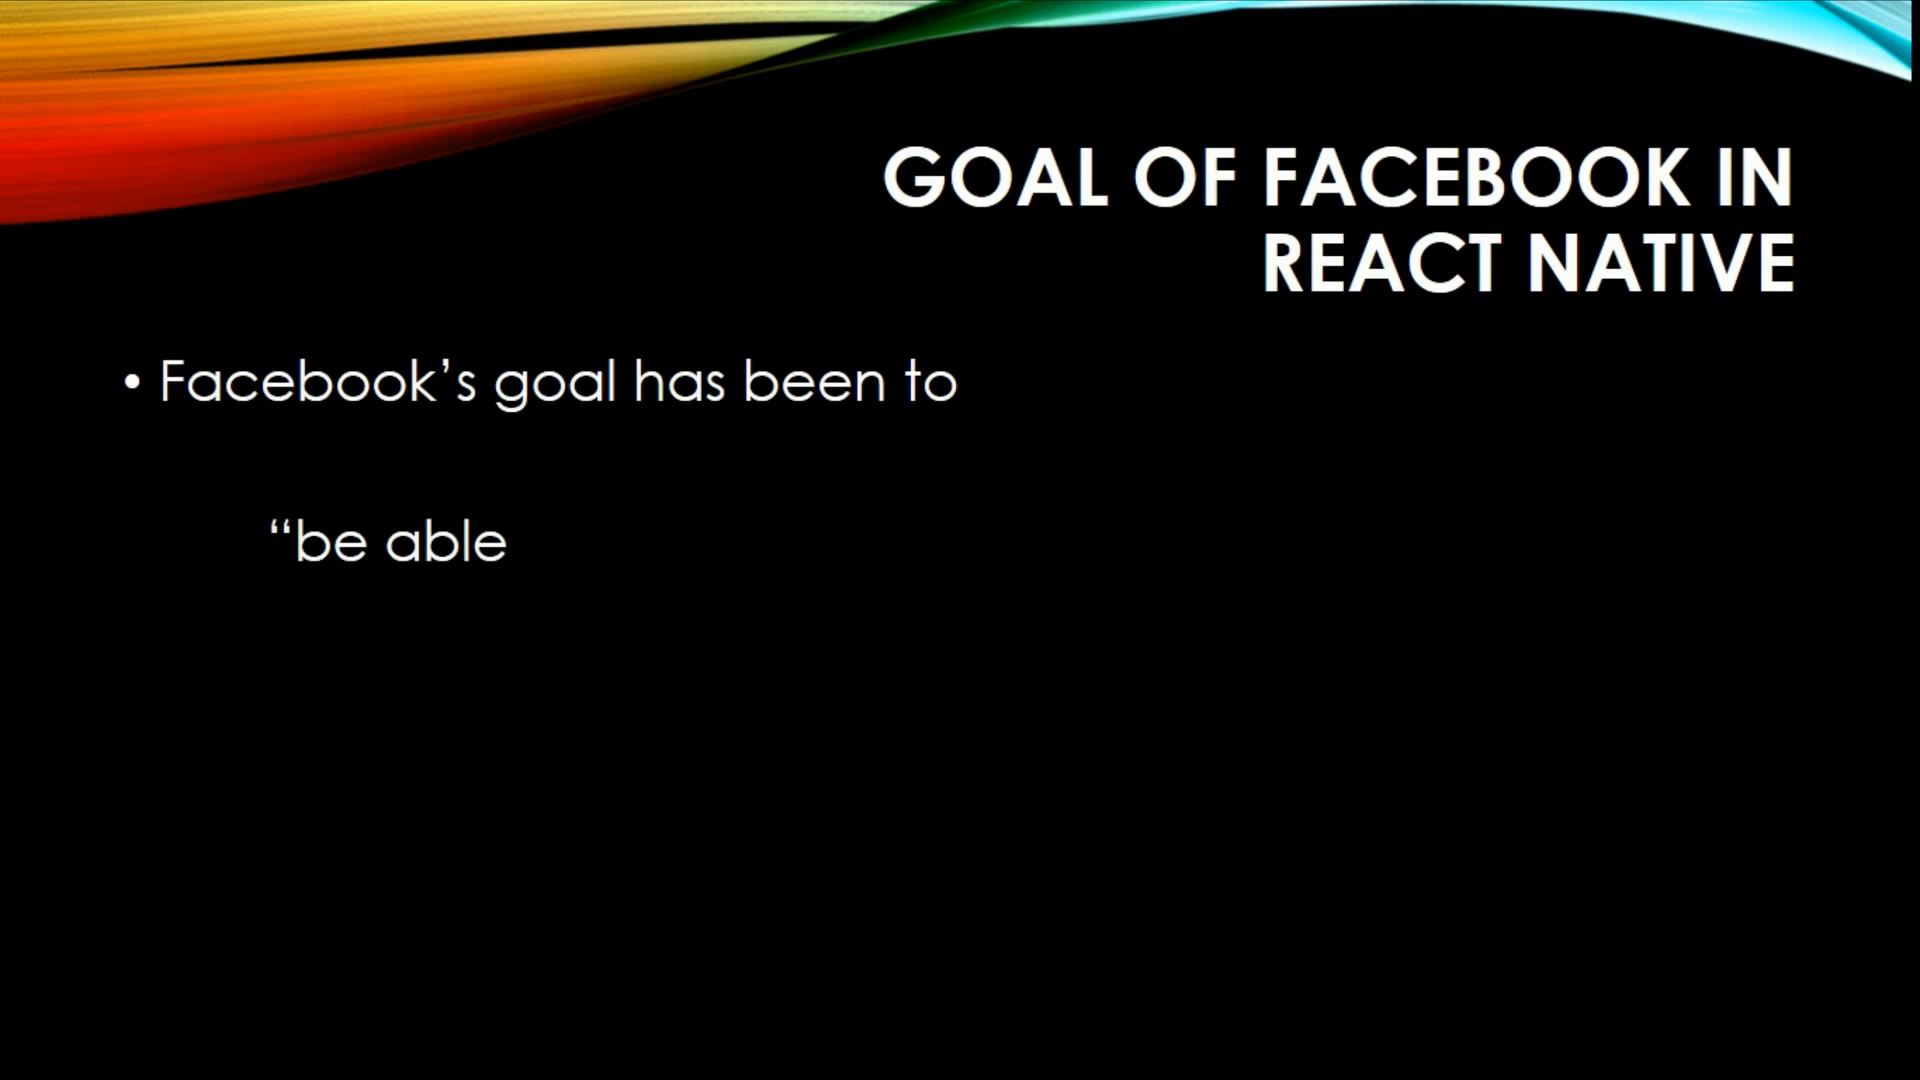 GOAL OF FACEBOOK IN
REACT NATIVE
• Facebook’s goal has been to
“be able